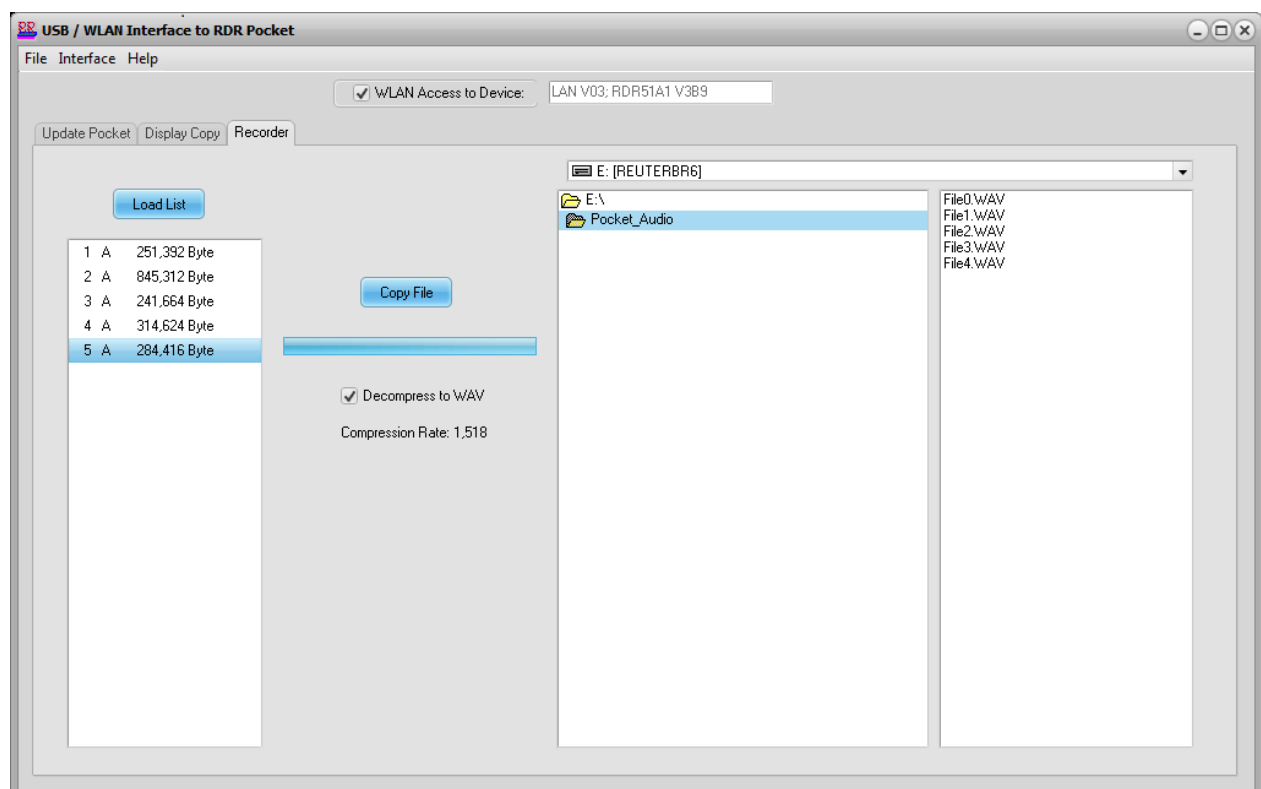 USB / WLAN Interface to RDR Pocket
File Interface Help
WLAN Access to Device: LAN V03; RDR51A1 V3B9
Update Pocket Display Copy Recorder
E: [REUTERBR6]
Load List
1 A 251,392 Byte
2 A 845,312 Byte
3 A 241,664 Byte
4 A 314,624 Byte
5 A 284,416 Byte
Copy File
Decompress to WAV
Compression Rate: 1,518
E:\
Pocket_Audio
File0.WAV
File1.WAV
File2.WAV
File3.WAV
File4.WAV